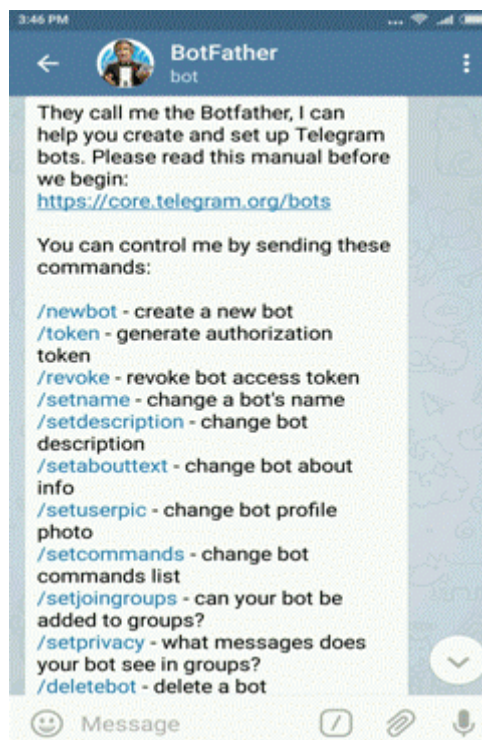 3:46 PM
BotFather
bot
They call me the Botfather, I can
help you create and set up Telegram
bots. Please read this manual before
we begin:
https://core.telegram.org/bots
You can control me by sending these
commands:
/newbot - create a new bot
/token - generate authorization
token
/revoke - revoke bot access token
/setname - change a bot's name
/setdescription - change bot
description
/setabouttext - change bot about
info
/setuserpic - change bot profile
photo
/setcommands - change bot
commands list
/setjoingroups - can your bot be
added to groups?
/setprivacy - what messages does
your bot see in groups?
/deletebot - delete a bot
Message